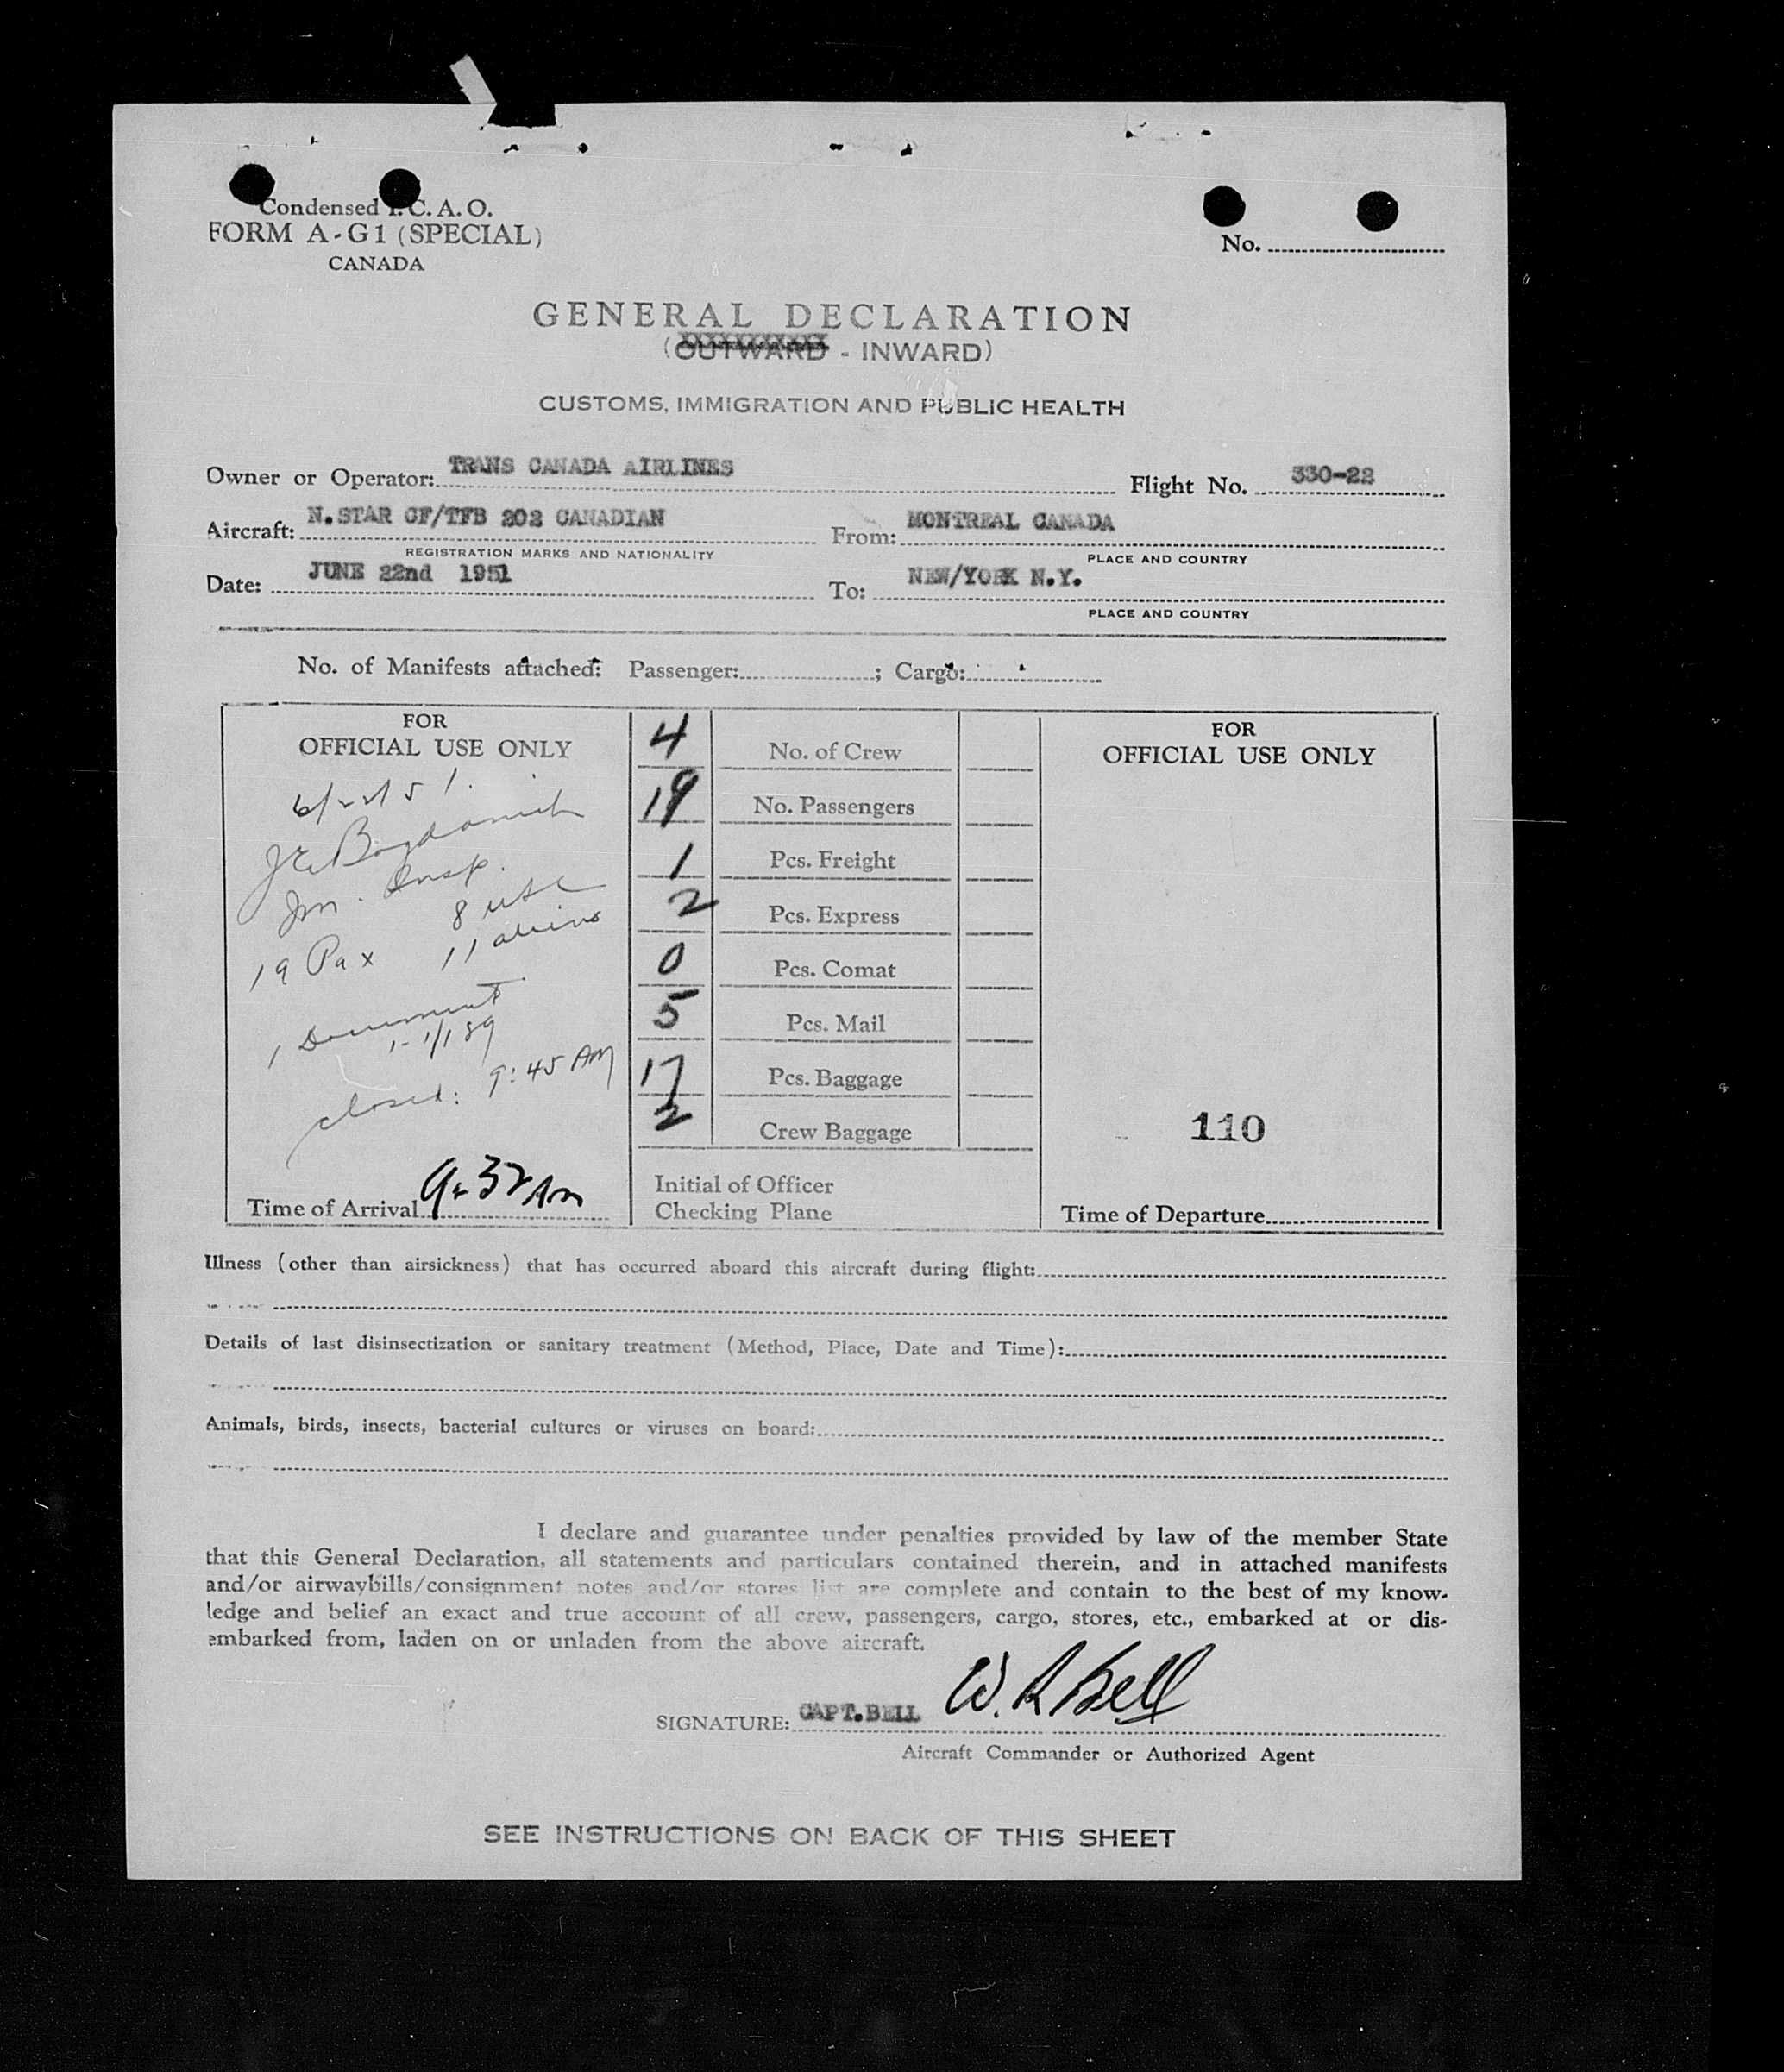 Condensed I. C. A. O.
FORM A-G1 (SPECIAL)
CANADA
No.
GENERAL DECLARATION
(OUTWARD - INWARD)
CUSTOMS, IMMIGRATION AND PUBLIC HEALTH
Owner or Operator: TRANS CANADA AIRLINES Flight No. 330-22
Aircraft: N.STAR CF/TFB 202 CANADIAN From: MONTREAL CANADA
REGISTRATION MARKS AND NATIONALITY PLACE AND COUNTRY
Date: JUNE 22nd 1951 To: NEW/YORK N.Y.
PLACE AND COUNTRY
No. of Manifests attached: Passenger: ; Cargo:
FOR
OFFICIAL USE ONLY
6/22/51.
Im. Insp.
19 Pax 8 USC
11 aliens
1 Document
closed: 9:45 AM
Time of Arrival 9:32 Am
4 No. of Crew
19 No. Passengers
1 Pcs. Freight
2 Pcs. Express
0 Pcs. Comat
5 Pcs. Mail
17 Pcs. Baggage
2 Crew Baggage
Initial of Officer
Checking Plane
FOR
OFFICIAL USE ONLY
110
Time of Departure
Illness (other than airsickness) that has occurred aboard this aircraft during flight:
Details of last disinsectization or sanitary treatment (Method, Place, Date and Time):
Animals, birds, insects, bacterial cultures or viruses on board:
I declare and guarantee under penalties provided by law of the member State
that this General Declaration, all statements and particulars contained therein, and in attached manifests
and/or airwaybills/consignment notes and/or stores list are complete and contain to the best of my know-
ledge and belief an exact and true account of all crew, passengers, cargo, stores, etc., embarked at or dis-
embarked from, laden on or unladen from the above aircraft.
SIGNATURE: CAPT.BELL W. R Bell
Aircraft Commander or Authorized Agent
SEE INSTRUCTIONS ON BACK OF THIS SHEET